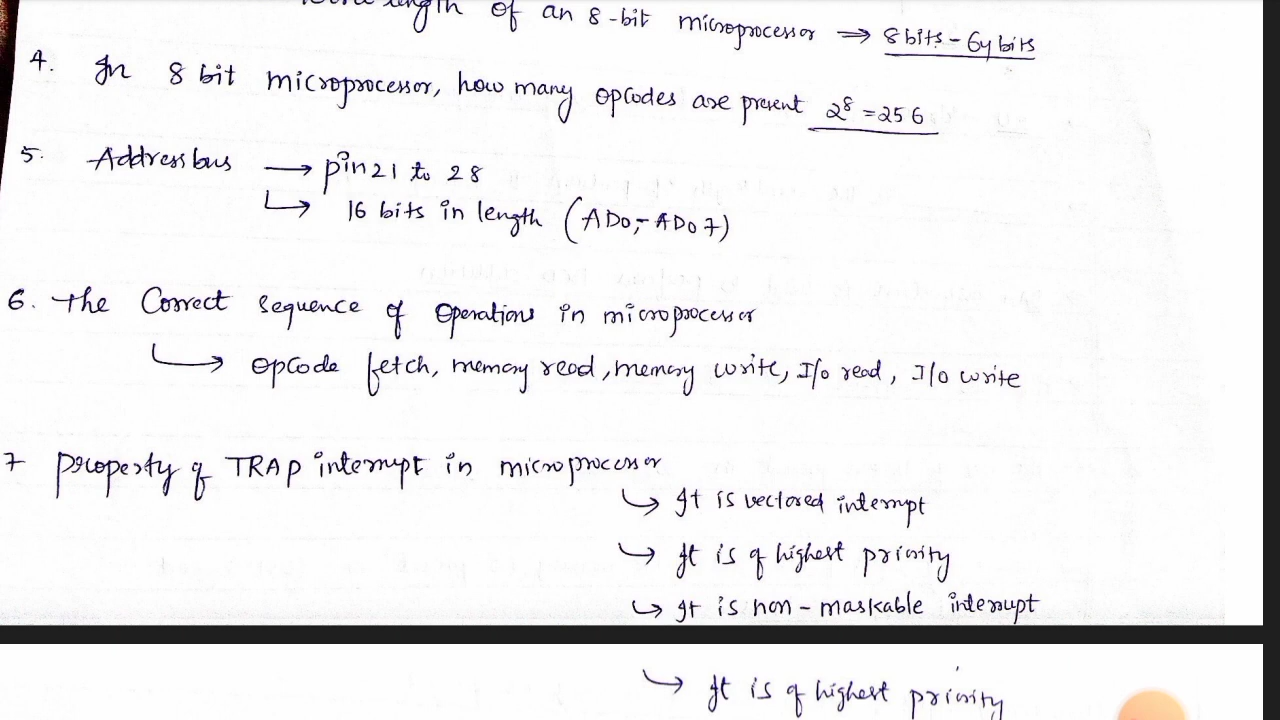 length of an 8-bit microprocessor ⇒ 8bits - 64 bits
4. In 8 bit microprocessor, how many opcodes are present 2⁸ =256
5. Address bus → Pin 21 to 28
↳ 16 bits in length (AD0,- AD07)
6. The Correct sequence of Operations in microprocessor
↳ opcode fetch, memory read, memory write, I/o read, I/o write
7 Property of TRAP interrupt in microprocessor
↳ It is vectored interrupt
↳ It is of highest priority
↳ It is non-maskable interrupt
↳ It is of highest priority